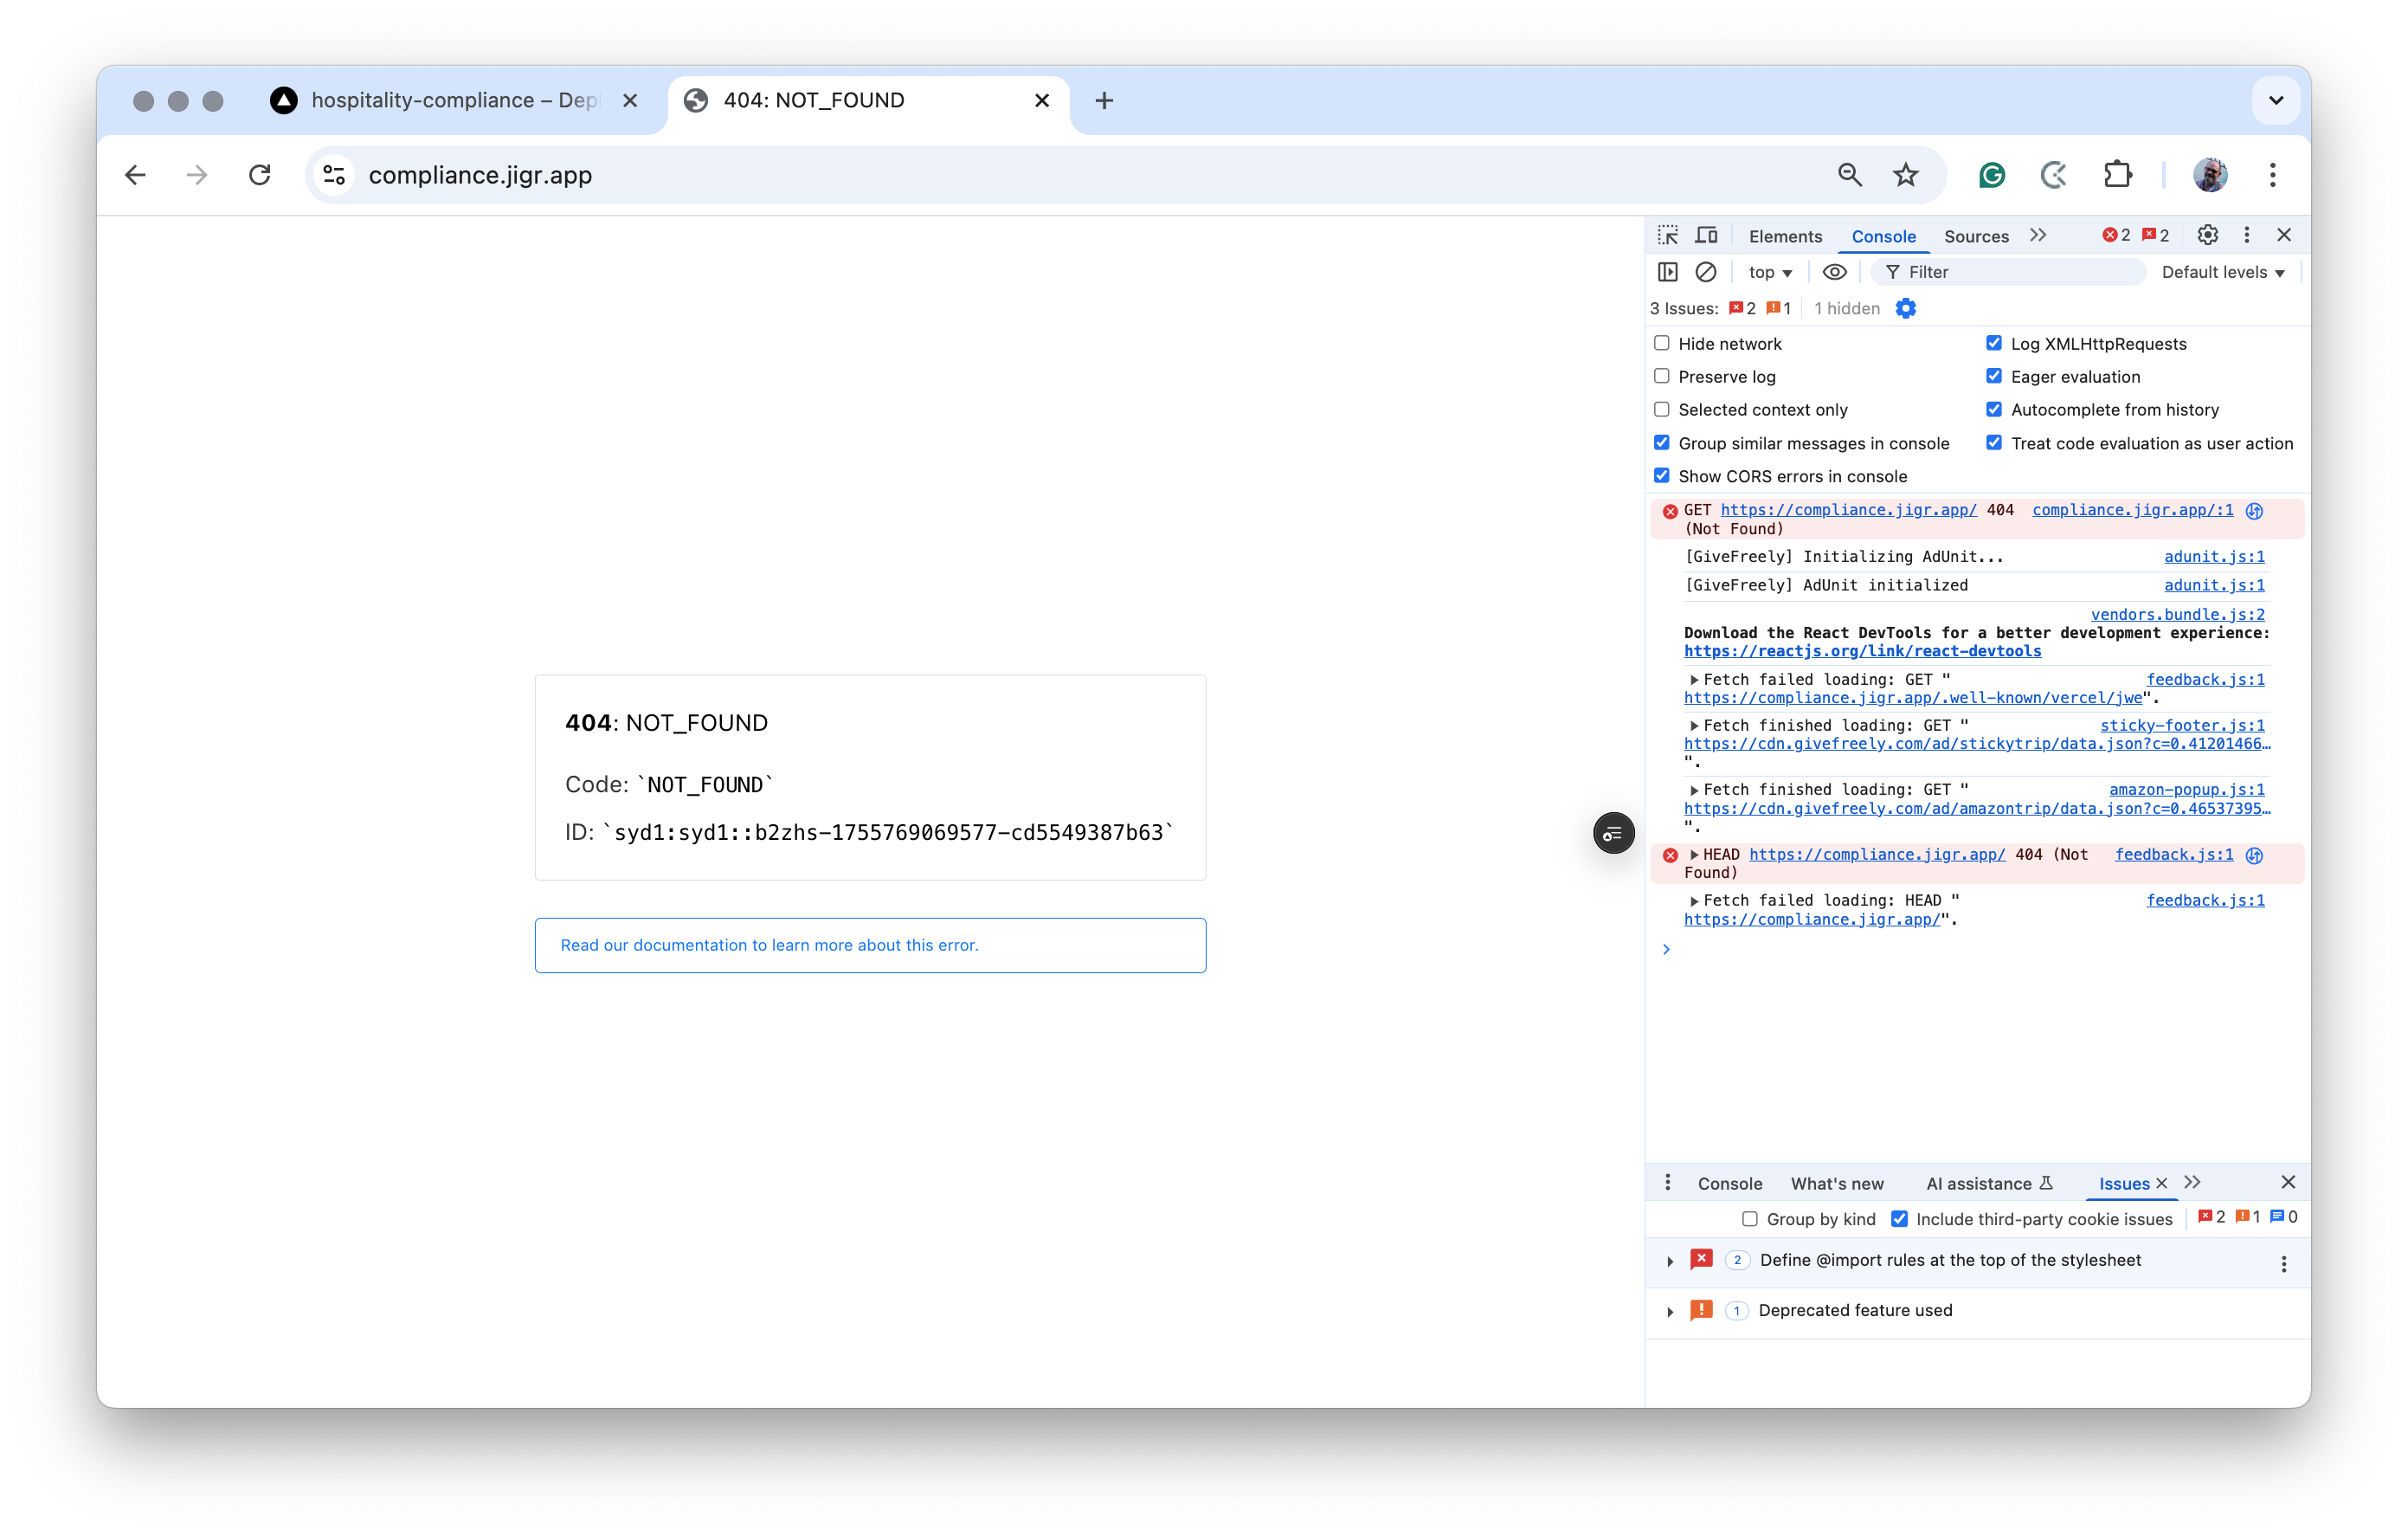 hospitality-compliance – Dep
404: NOT_FOUND
compliance.jigr.app
Elements
Console
Sources
2
2
top
Filter
Default levels
3 Issues:
2
1
1 hidden
Hide network
Log XMLHttpRequests
Preserve log
Eager evaluation
Selected context only
Autocomplete from history
Group similar messages in console
Treat code evaluation as user action
Show CORS errors in console
GET https://compliance.jigr.app/ 404 compliance.jigr.app/:1
(Not Found)
[GiveFreely] Initializing AdUnit... adunit.js:1
[GiveFreely] AdUnit initialized adunit.js:1
vendors.bundle.js:2
Download the React DevTools for a better development experience:
https://reactjs.org/link/react-devtools
Fetch failed loading: GET " feedback.js:1
https://compliance.jigr.app/.well-known/vercel/jwe".
Fetch finished loading: GET " sticky-footer.js:1
https://cdn.givefreely.com/ad/stickytrip/data.json?c=0.41201466…
".
Fetch finished loading: GET " amazon-popup.js:1
https://cdn.givefreely.com/ad/amazontrip/data.json?c=0.46537395…
".
HEAD https://compliance.jigr.app/ 404 (Not feedback.js:1
Found)
Fetch failed loading: HEAD " feedback.js:1
https://compliance.jigr.app/".
404: NOT_FOUND
Code: `NOT_FOUND`
ID: `syd1:syd1::b2zhs-1755769069577-cd5549387b63`
Read our documentation to learn more about this error.
Console
What's new
AI assistance
Issues
Group by kind
Include third-party cookie issues
2
1
0
2 Define @import rules at the top of the stylesheet
1 Deprecated feature used